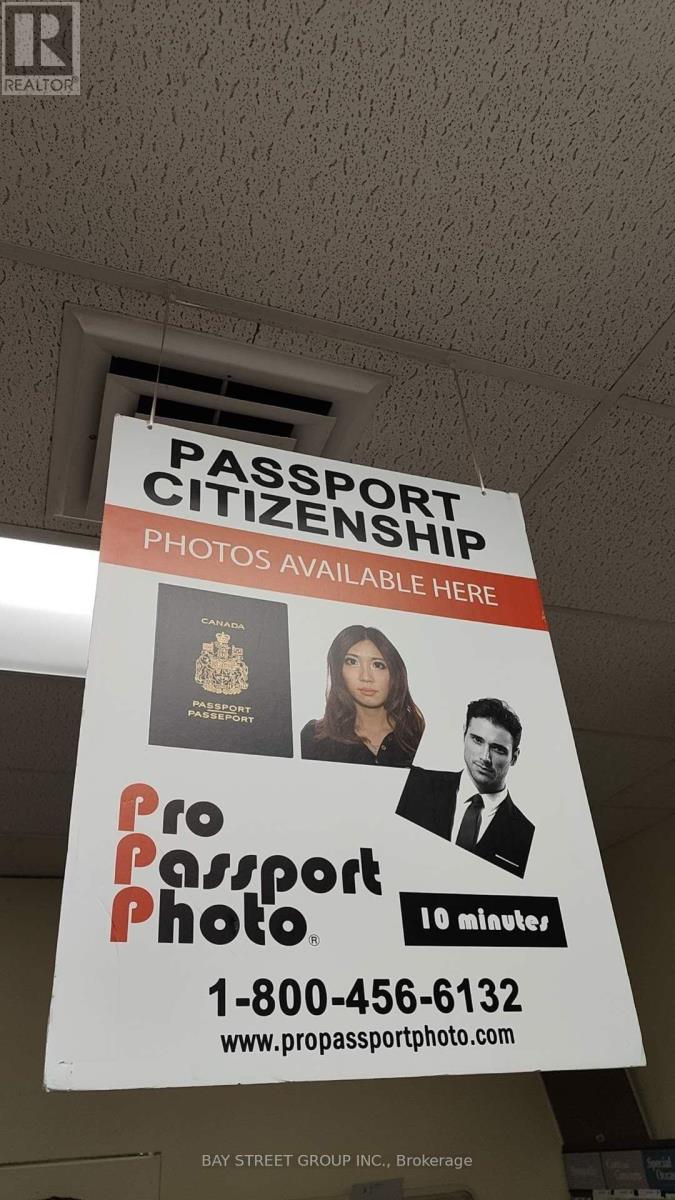 R
REALTOR®
PASSPORT
CITIZENSHIP
PHOTOS AVAILABLE HERE
CANADA
PASSPORT
PASSEPORT
Pro
Passport
Photo®
10 minutes
1-800-456-6132
www.propassportphoto.com
BAY STREET GROUP INC., Brokerage
Special